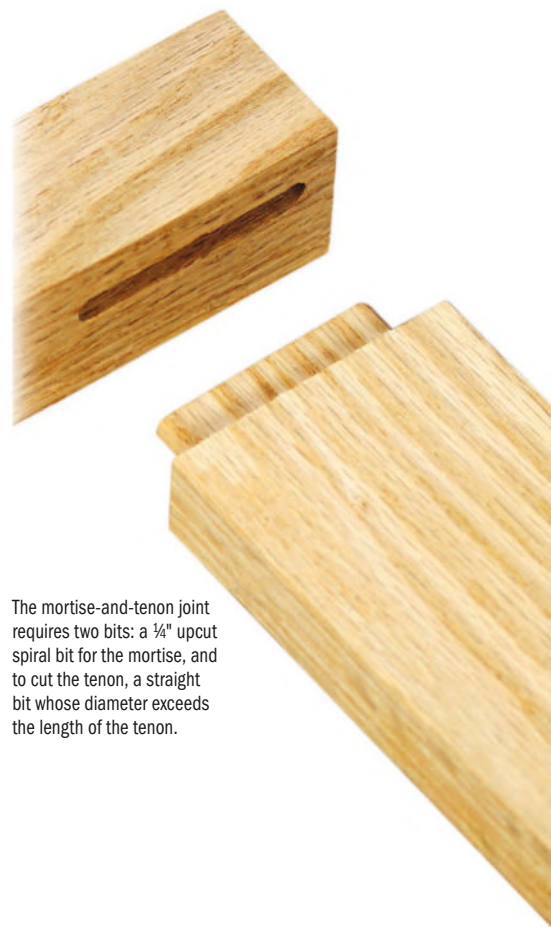 The mortise-and-tenon joint
requires two bits: a ¼" upcut
spiral bit for the mortise, and
to cut the tenon, a straight
bit whose diameter exceeds
the length of the tenon.